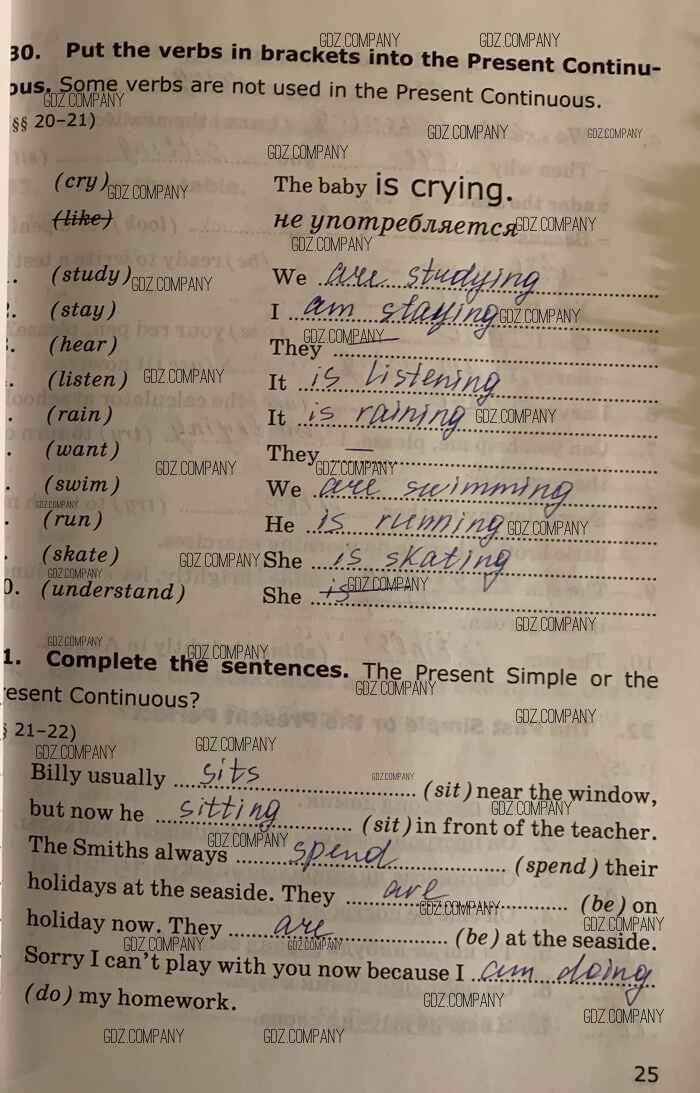 30. Put the verbs in brackets into the Present Continu-
ous. Some verbs are not used in the Present Continuous.
§§ 20–21)
(cry) The baby is crying.
(like) не употребляется
. (study) We are studying
. (stay) I am staying
. (hear) They —
. (listen) It is listening
. (rain) It is raining
. (want) They —
. (swim) We are swimming
. (run) He is running
. (skate) She is skating
0. (understand) She is
1. Complete the sentences. The Present Simple or the
resent Continuous?
§ 21–22)
Billy usually sits (sit) near the window,
but now he sitting (sit) in front of the teacher.
The Smiths always spend (spend) their
holidays at the seaside. They are (be) on
holiday now. They are (be) at the seaside.
Sorry I can't play with you now because I am doing
(do) my homework.
25
GDZ.COMPANY